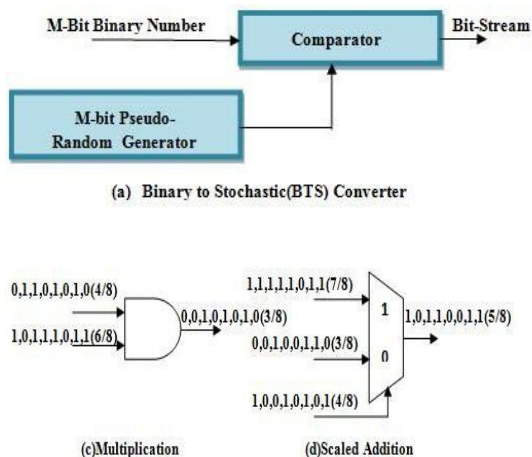 M-Bit Binary Number
Comparator
Bit-Stream
M-bit Pseudo-
Random Generator
(a) Binary to Stochastic(BTS) Converter
0,1,1,0,1,0,1,0(4/8)
1,0,1,1,1,0,1,1(6/8)
0,0,1,0,1,0,1,0(3/8)
1,1,1,1,1,0,1,1(7/8)
1
0,0,1,0,0,1,1,0(3/8)
0
1,0,1,1,0,0,1,1(5/8)
1,0,0,1,0,1,0,1(4/8)
(c)Multiplication
(d)Scaled Addition